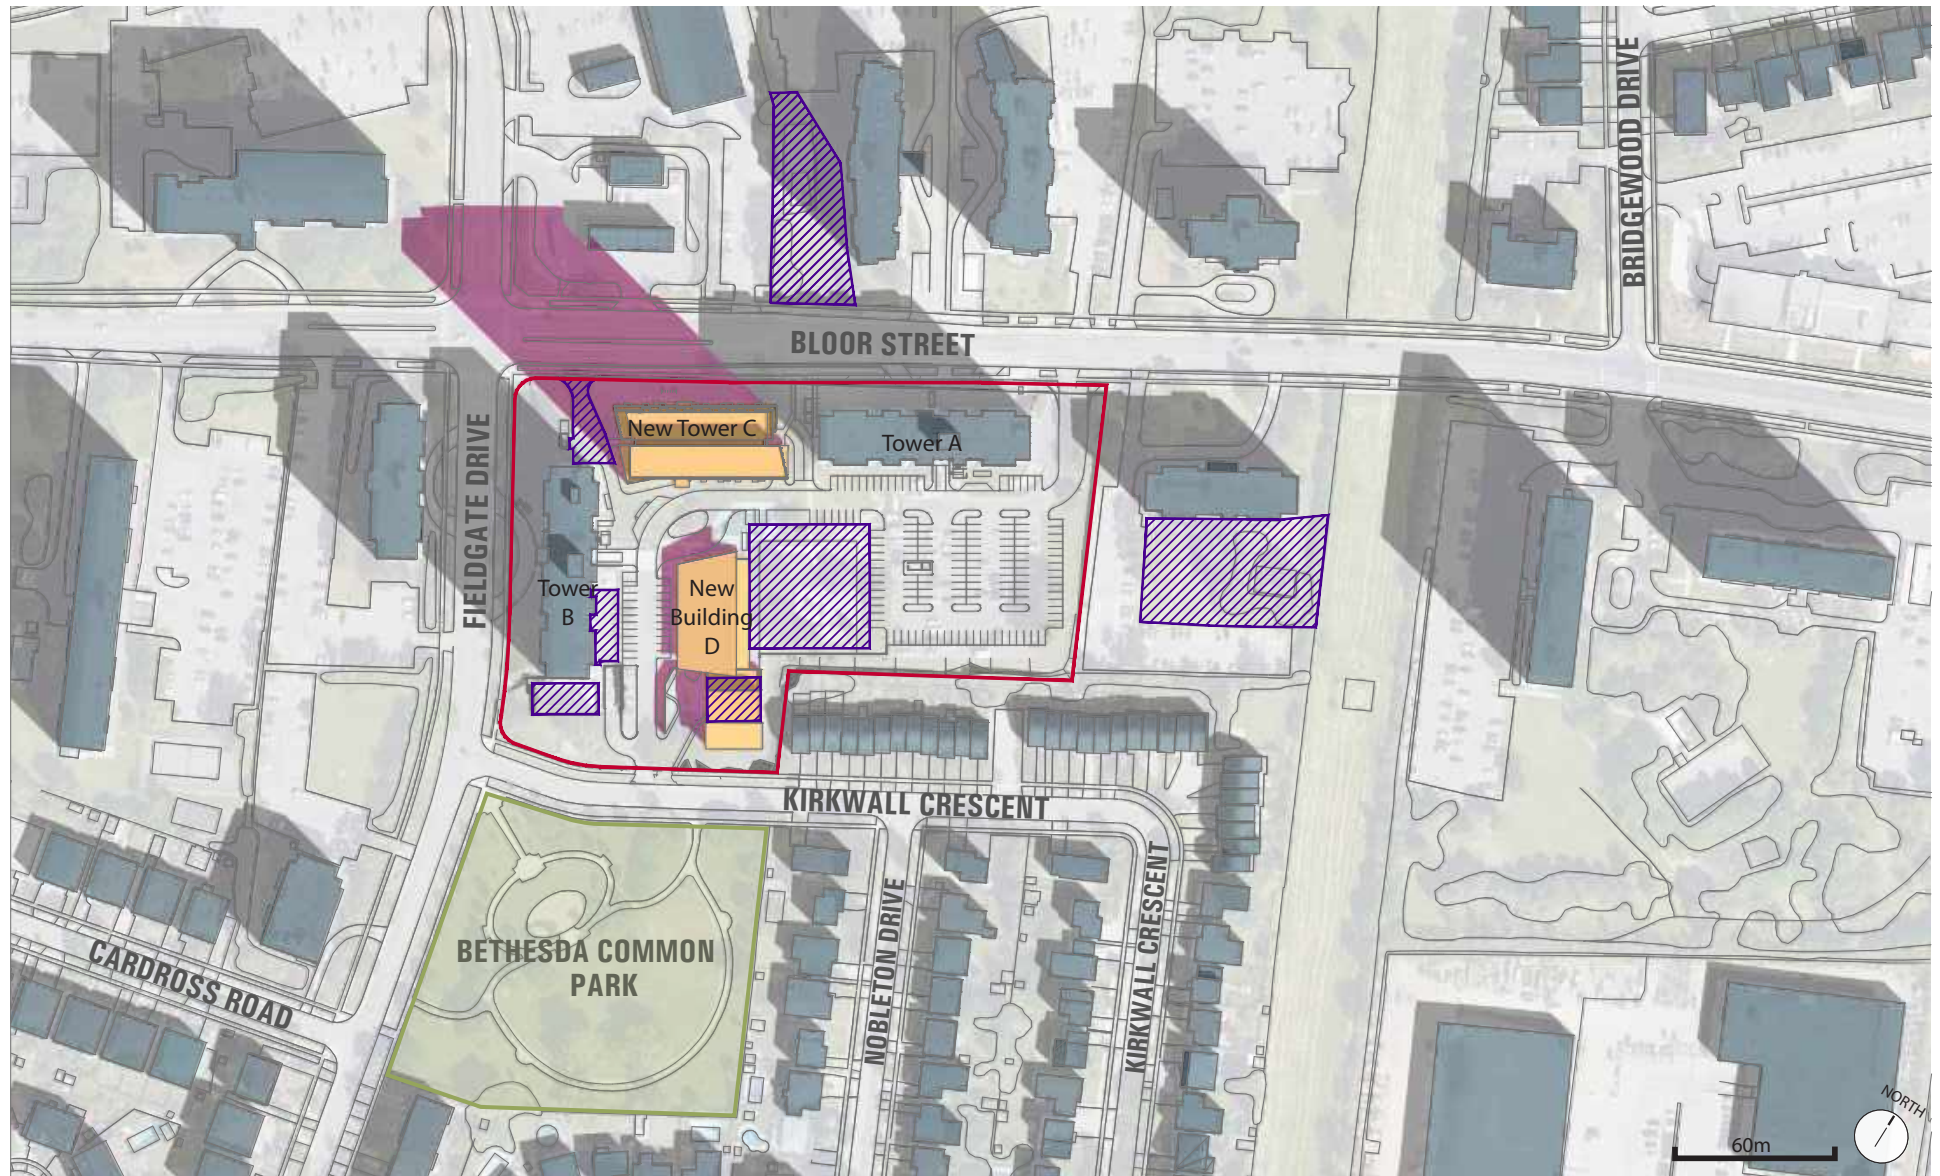 BRIDGEWOOD DRIVE
BLOOR STREET
FIELDGATE DRIVE
New Tower C
Tower A
Tower
B
New
Building
D
KIRKWALL CRESCENT
KIRKWALL CRESCENT
NOBLETON DRIVE
BETHESDA COMMON
PARK
CARDROSS ROAD
NORTH
60m